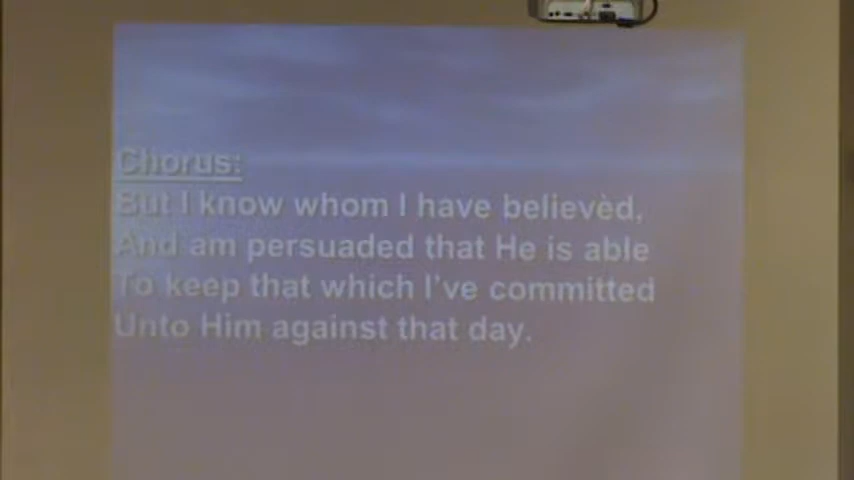 Chorus:
But I know whom I have believèd,
And am persuaded that He is able
To keep that which I've committed
Unto Him against that day.